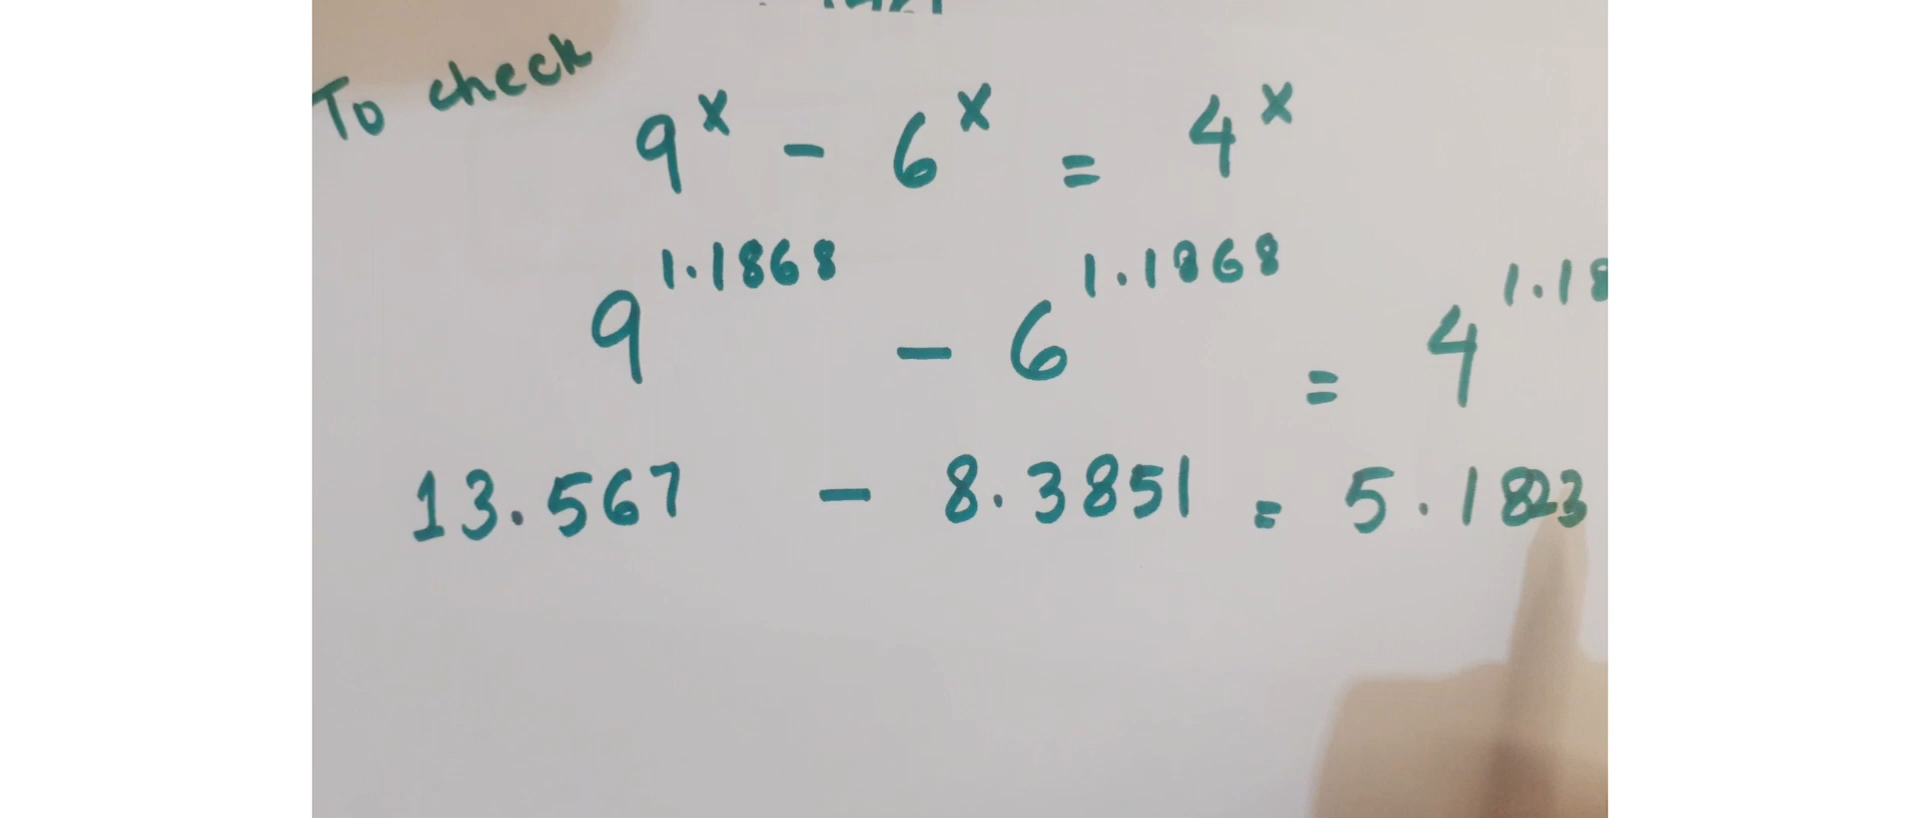 To check
9^x - 6^x = 4^x
9^1.1868 - 6^1.1868 = 4^1.18
13.567 - 8.3851 = 5.1823